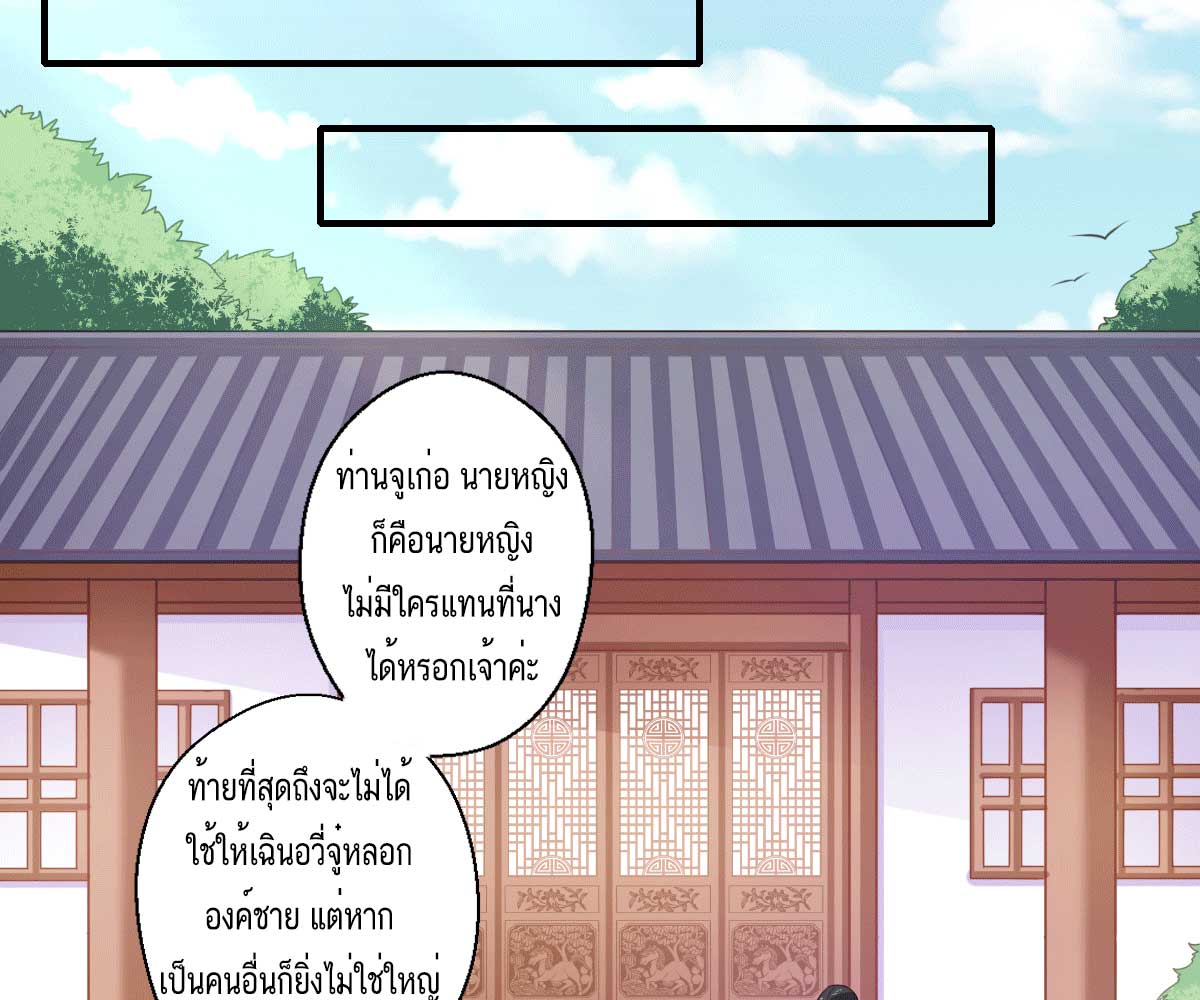 ท่านจูเก่อ นายหญิง
ก็คือนายหญิง
ไม่มีใครแทนที่นาง
ได้หรอกเจ้าค่ะ
ท้ายที่สุดถึงจะไม่ได้
ใช้ให้เฉินอวี่จู๋หลอก
องค์ชาย แต่หาก
เป็นคนอื่นก็ยิ่งไม่ใช่ใหญ่